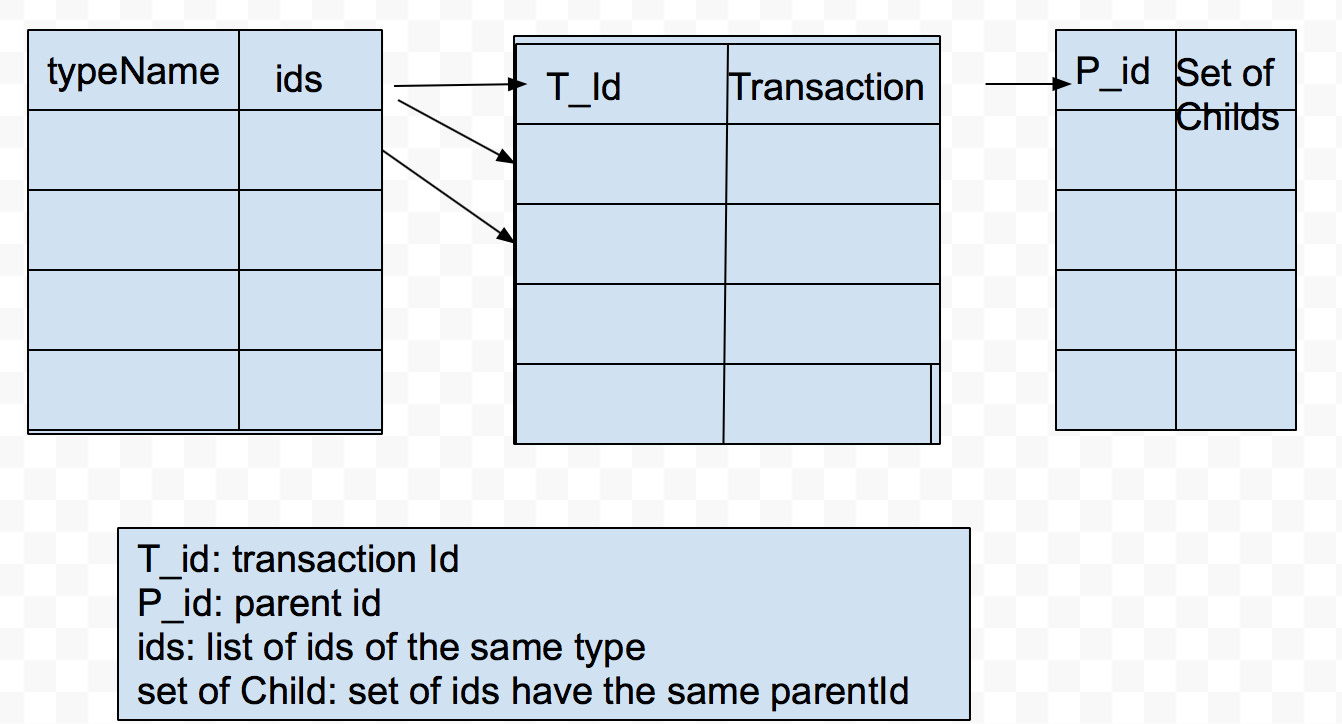 typeName
ids
T_Id
Transaction
P_id
Set of
Childs
T_id: transaction Id
P_id: parent id
ids: list of ids of the same type
set of Child: set of ids have the same parentId